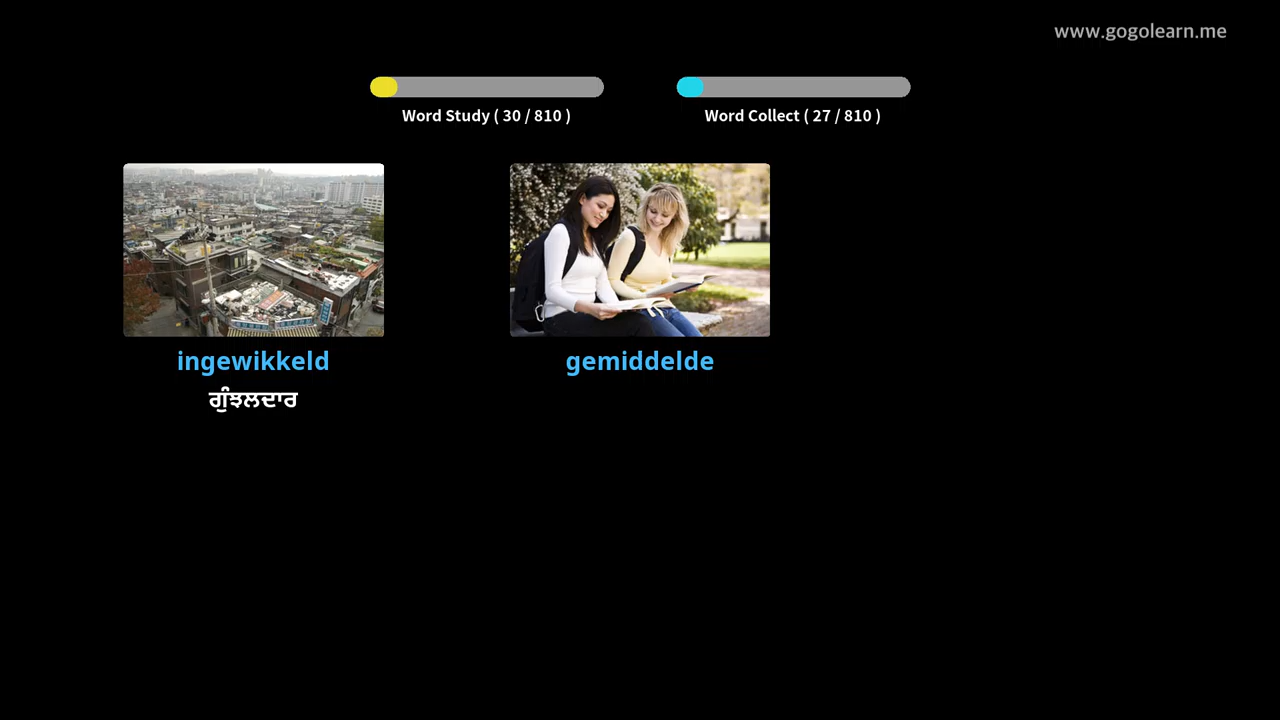 www.gogolearn.me
Word Study ( 30 / 810 )
Word Collect ( 27 / 810 )
ingewikkeld
gemiddelde
ਗੁੰਝਲਦਾਰ